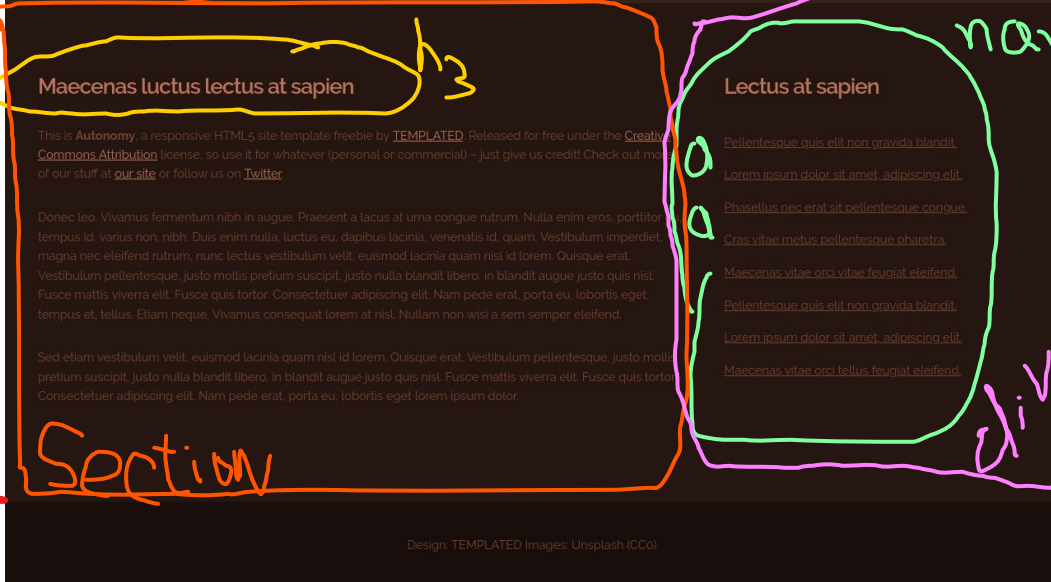 h3
nav
Maecenas luctus lectus at sapien
This is Autonomy, a responsive HTML5 site template freebie by TEMPLATED. Released for free under the Creative
Commons Attribution license, so use it for whatever (personal or commercial) – just give us credit! Check out more
of our stuff at our site or follow us on Twitter.
Donec leo. Vivamus fermentum nibh in augue. Praesent a lacus at urna congue rutrum. Nulla enim eros, porttitor
tempus id, varius non, nibh. Duis enim nulla, luctus eu, dapibus lacinia, venenatis id, quam. Vestibulum imperdiet,
magna nec eleifend rutrum, nunc lectus vestibulum velit, euismod lacinia quam nisl id lorem. Quisque erat.
Vestibulum pellentesque, justo mollis pretium suscipit, justo nulla blandit libero, in blandit augue justo quis nisl.
Fusce mattis viverra elit. Fusce quis tortor. Consectetuer adipiscing elit. Nam pede erat, porta eu, lobortis eget,
tempus et, tellus. Etiam neque. Vivamus consequat lorem at nisl. Nullam non wisi a sem semper eleifend.
Sed etiam vestibulum velit, euismod lacinia quam nisl id lorem. Quisque erat. Vestibulum pellentesque, justo mollis
pretium suscipit, justo nulla blandit libero, in blandit augue justo quis nisl. Fusce mattis viverra elit. Fusce quis tortor.
Consectetuer adipiscing elit. Nam pede erat, porta eu, lobortis eget lorem ipsum dolor.
Section
Lectus at sapien
a
a
Pellentesque quis elit non gravida blandit.
Lorem ipsum dolor sit amet, adipiscing elit.
Phasellus nec erat sit pellentesque congue.
Cras vitae metus pellentesque pharetra.
Maecenas vitae orci vitae feugiat eleifend.
Pellentesque quis elit non gravida blandit.
Lorem ipsum dolor sit amet, adipiscing elit.
Maecenas vitae orci tellus feugiat eleifend.
div
Design: TEMPLATED Images: Unsplash (CC0)